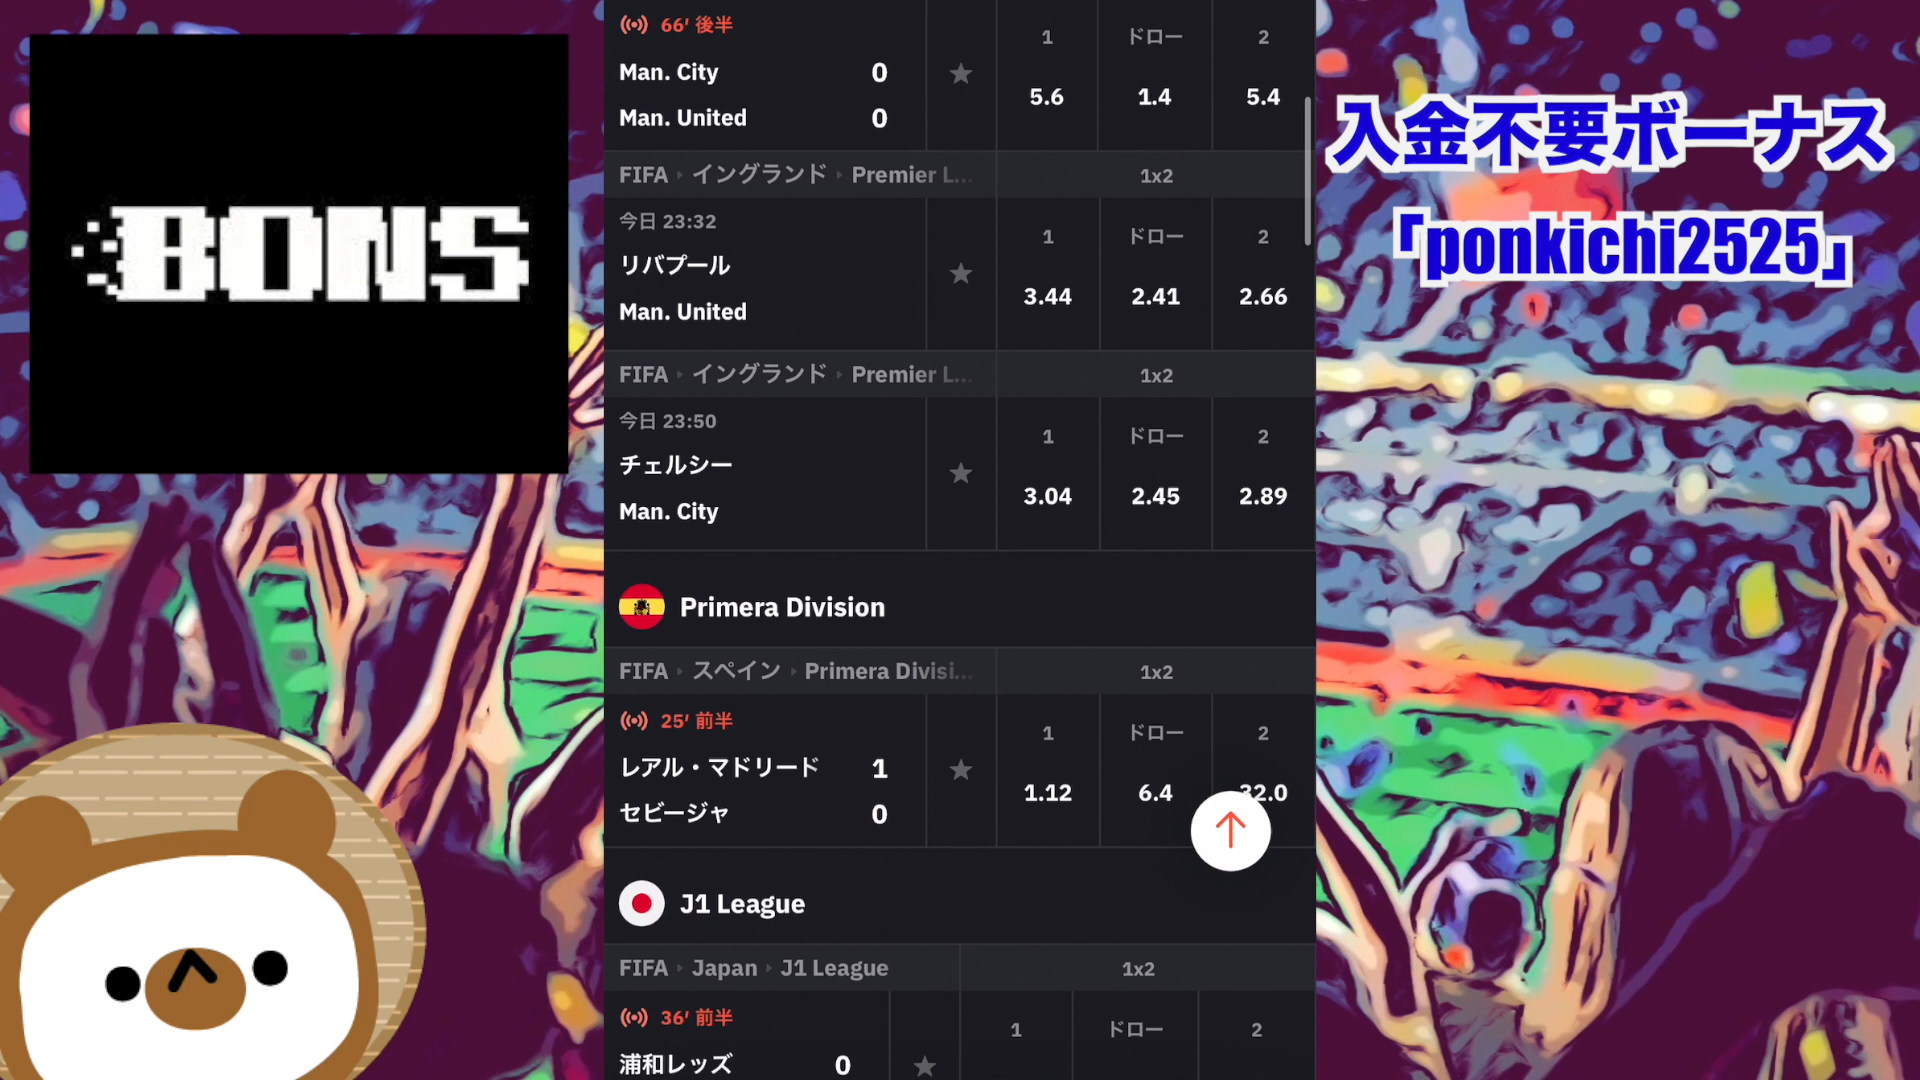 BONS
66′ 後半
1 ドロー 2
Man. City 0
Man. United 0
5.6 1.4 5.4
FIFA イングランド Premier L... 1x2
今日 23:32
1 ドロー 2
リバプール
Man. United
3.44 2.41 2.66
FIFA イングランド Premier L... 1x2
今日 23:50
1 ドロー 2
チェルシー
Man. City
3.04 2.45 2.89
Primera Division
FIFA スペイン Primera Divisi... 1x2
25′ 前半
1 ドロー 2
レアル・マドリード 1
セビージャ 0
1.12 6.4 32.0
J1 League
FIFA Japan J1 League 1x2
36′ 前半
1 ドロー 2
浦和レッズ 0
入金不要ボーナス
「ponkichi2525」